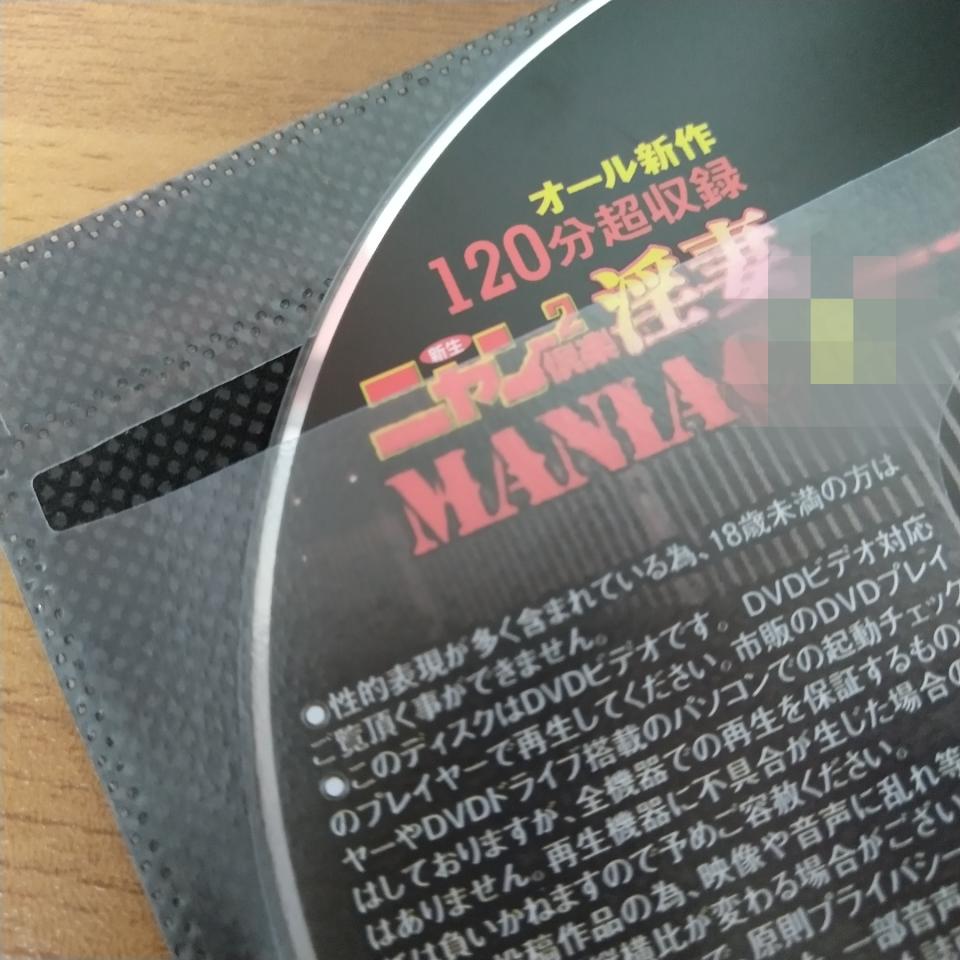 オール新作
120分超収録
新生
ニャン2倶楽部
淫妻
MANIA
●性的表現が多く含まれている為、18歳未満の方は
ご覧頂く事ができません。
●このディスクはDVDビデオです。DVDビデオ対応
のプレイヤーで再生してください。市販のDVDプレイ
ヤーやDVDドライブ搭載のパソコンでの起動チェック
はしておりますが、全機器での再生を保証するもの
はありません。再生機器に不具合が生じた場合の
は負いかねますので予めご容赦ください。
投稿作品の為、映像や音声に乱れ等
横比が変わる場合がござい
原則プライバシー
一部音声